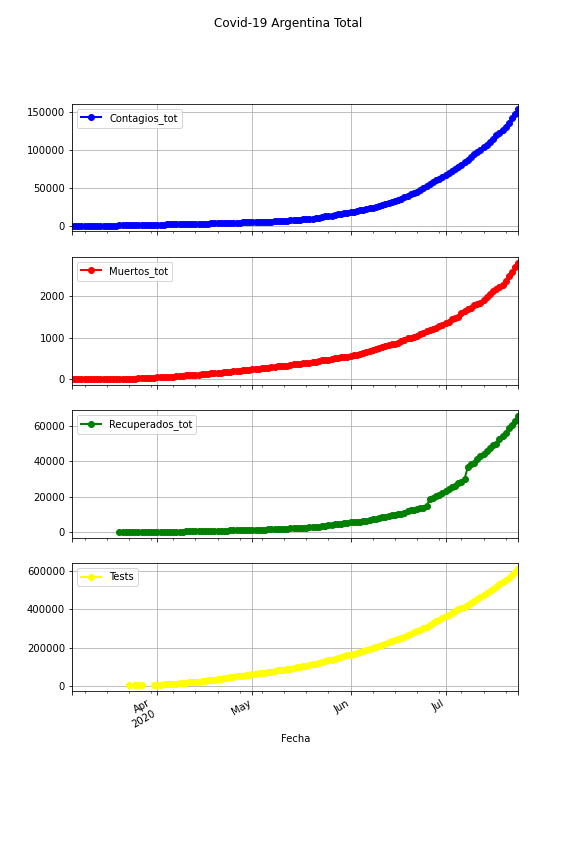 Covid-19 Argentina Total
150000
100000
50000
0
Contagios_tot
2000
1000
0
Muertos_tot
60000
40000
20000
0
Recuperados_tot
600000
400000
200000
0
Tests
Apr
2020
May
Jun
Jul
Fecha